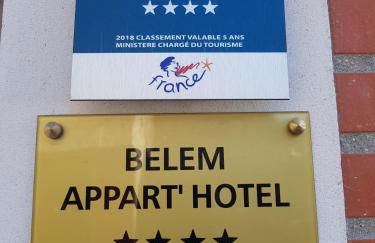 ★★★★
2018 CLASSEMENT VALABLE 5 ANS
MINISTERE CHARGÉ DU TOURISME
france
BELEM
APPART' HOTEL
★★★★